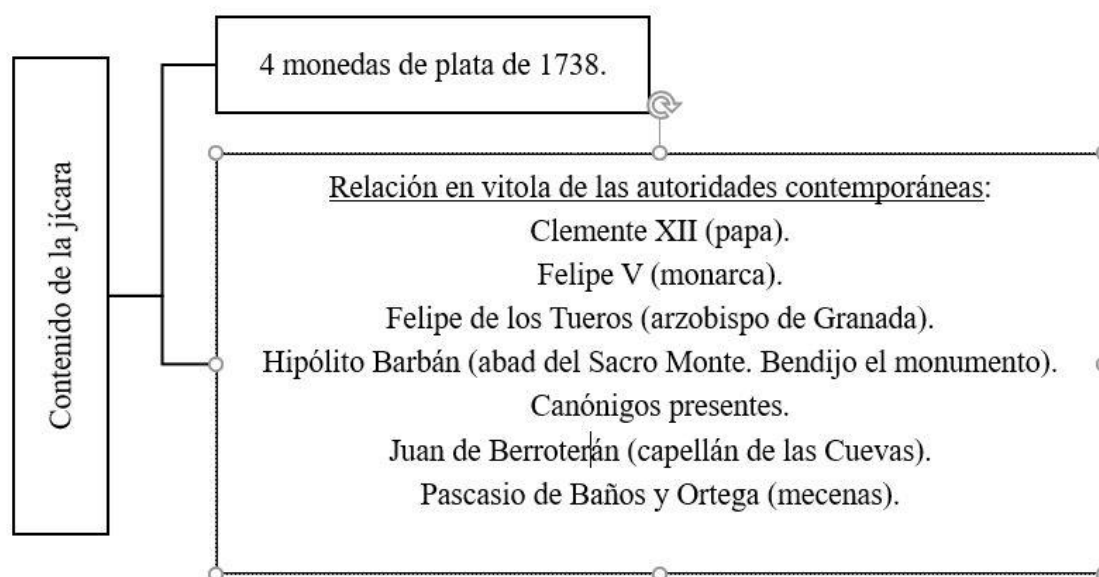 Contenido de la jícara
4 monedas de plata de 1738.
Relación en vitola de las autoridades contemporáneas:
Clemente XII (papa).
Felipe V (monarca).
Felipe de los Tueros (arzobispo de Granada).
Hipólito Barbán (abad del Sacro Monte. Bendijo el monumento).
Canónigos presentes.
Juan de Berroterán (capellán de las Cuevas).
Pascasio de Baños y Ortega (mecenas).